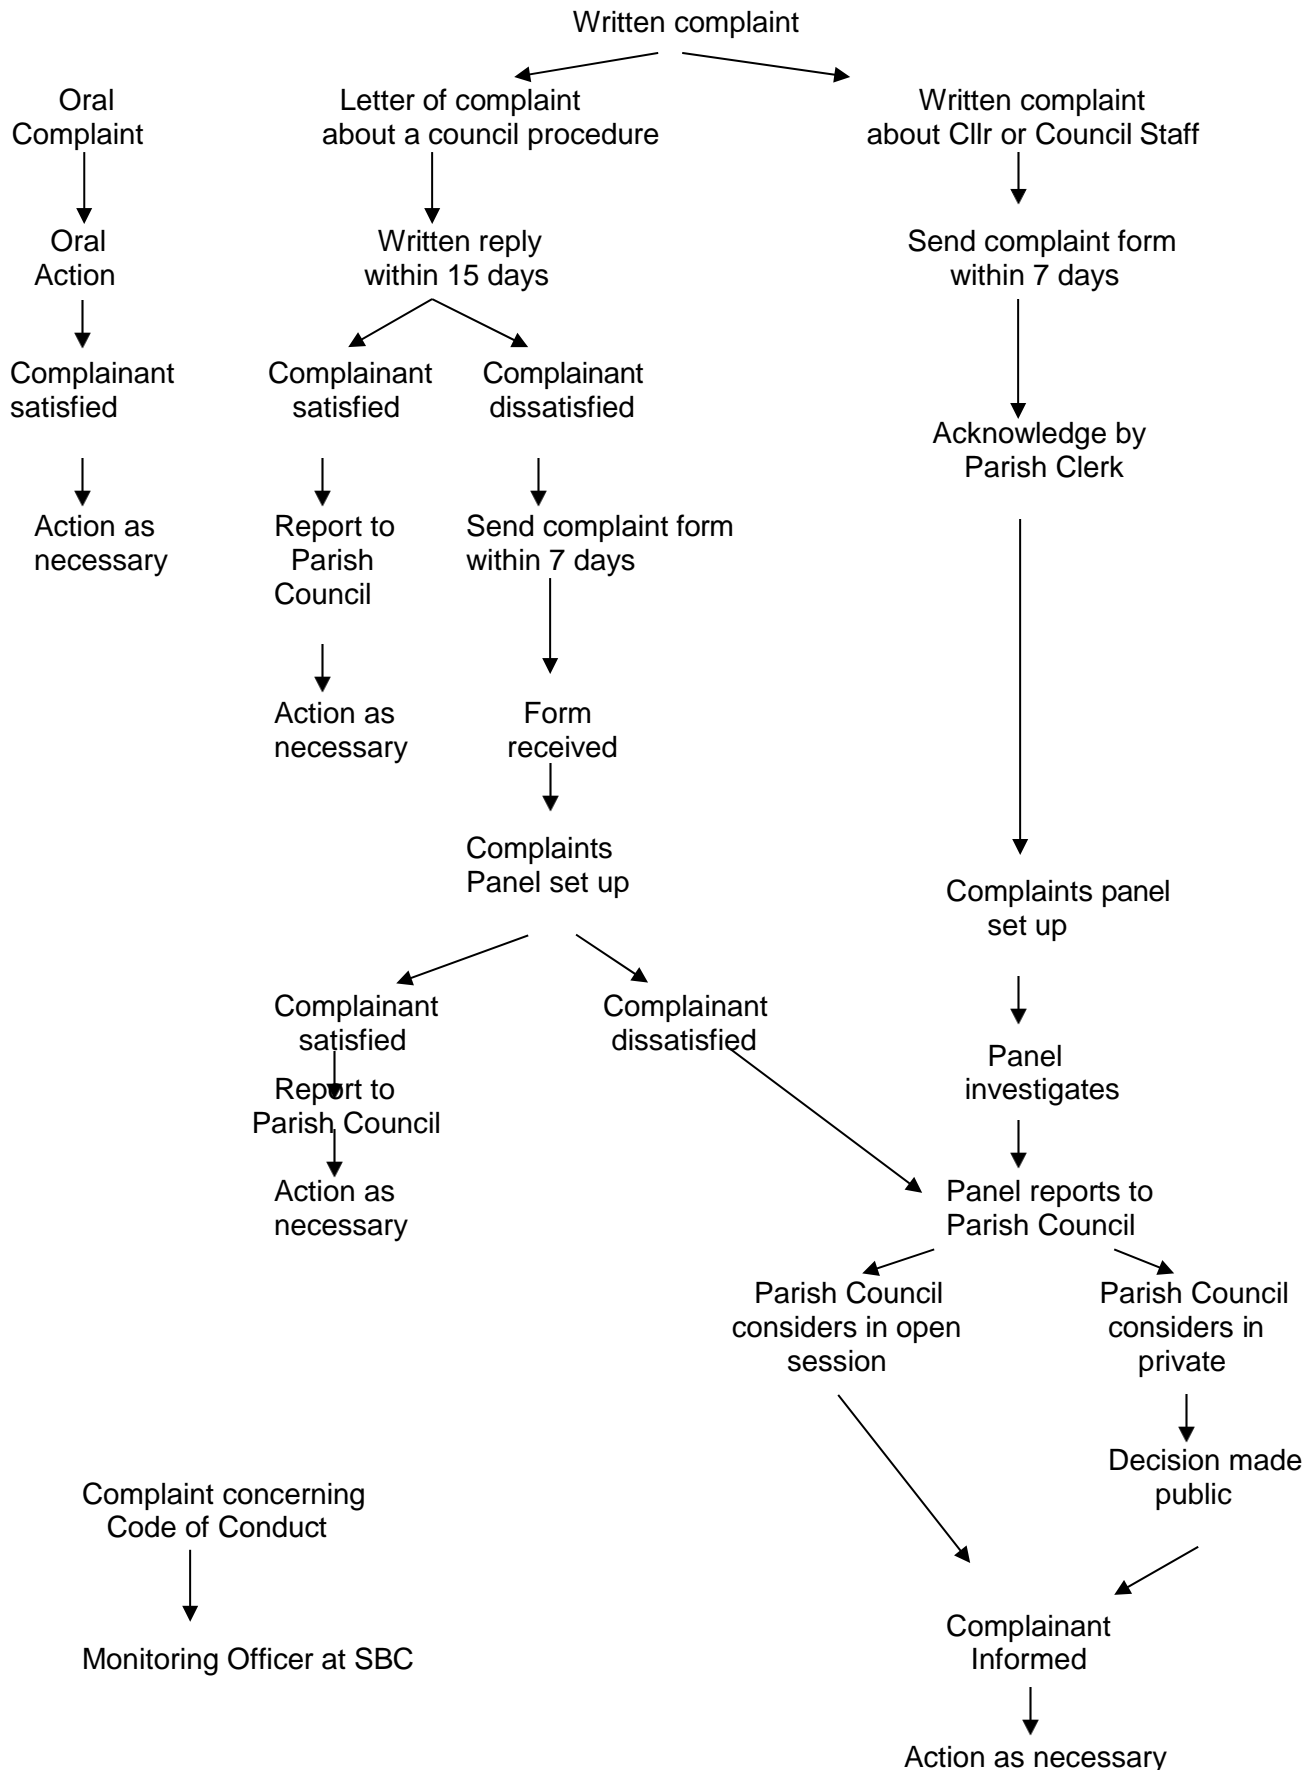 Written complaint
Oral
Complaint
Letter of complaint
about a council procedure
Written complaint
about Cllr or Council Staff
Oral
Action
Written reply
within 15 days
Send complaint form
within 7 days
Complainant
satisfied
Complainant
satisfied
Complainant
dissatisfied
Acknowledge by
Parish Clerk
Action as
necessary
Report to
Parish
Council
Send complaint form
within 7 days
Action as
necessary
Form
received
Complaints
Panel set up
Complaints panel
set up
Complainant
satisfied
Complainant
dissatisfied
Panel
investigates
Report to
Parish Council
Action as
necessary
Panel reports to
Parish Council
Parish Council
considers in open
session
Parish Council
considers in
private
Decision made
public
Complaint concerning
Code of Conduct
Monitoring Officer at SBC
Complainant
Informed
Action as necessary